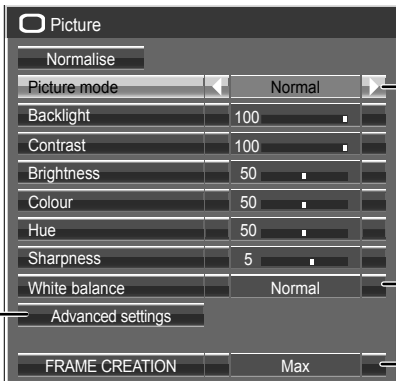 Picture
Normalise
Picture mode Normal
Backlight 100
Contrast 100
Brightness 50
Colour 50
Hue 50
Sharpness 5
White balance Normal
Advanced settings
FRAME CREATION Max